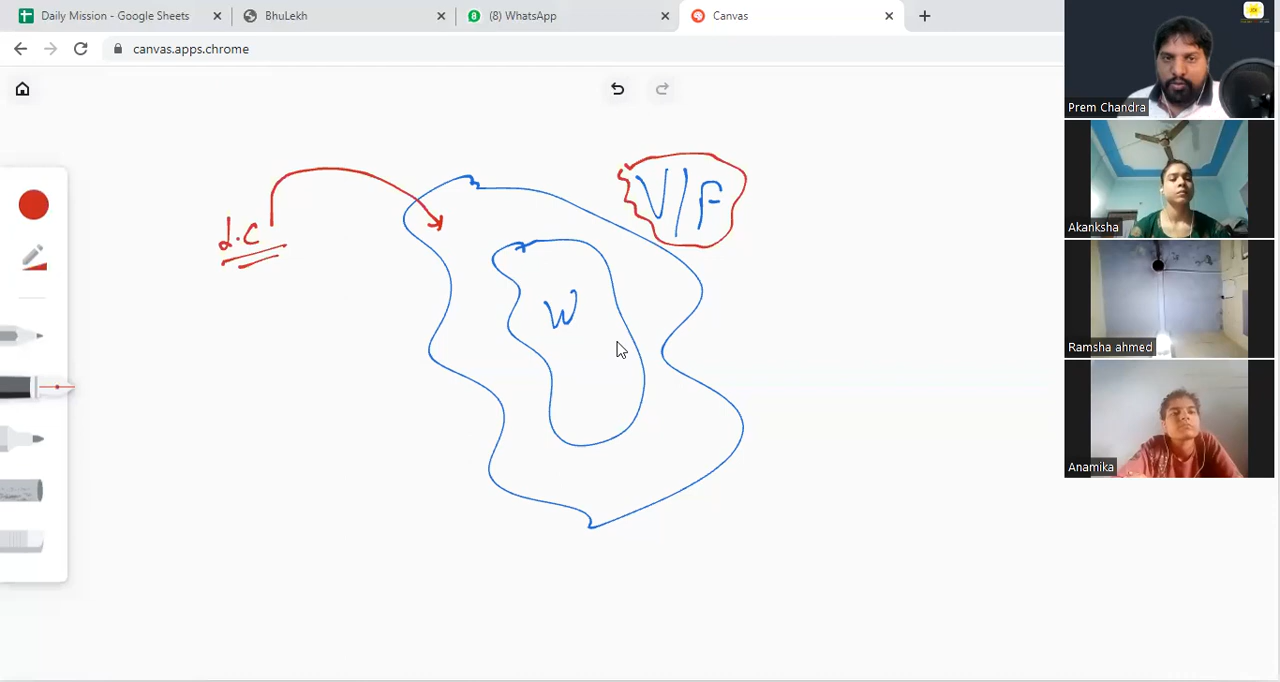 Daily Mission - Google Sheets
BhuLekh
(8) WhatsApp
Canvas
canvas.apps.chrome
V/F
L.C
W
Prem Chandra
Akanksha
Ramsha ahmed
Anamika